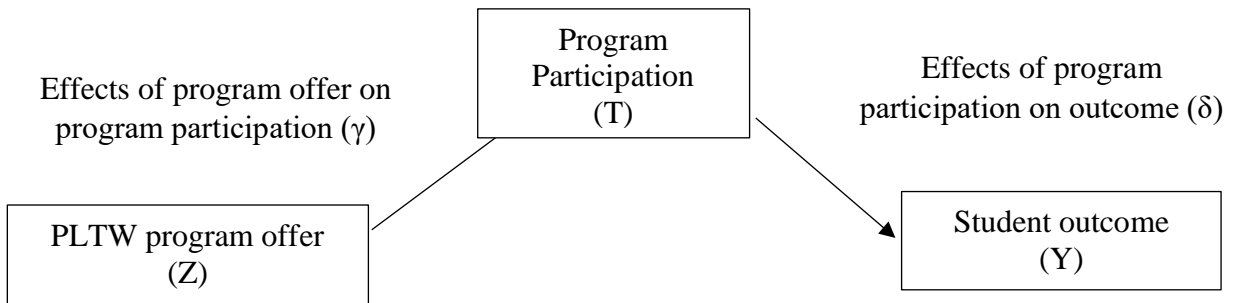 Effects of program offer on
program participation (γ)
Program
Participation
(T)
Effects of program
participation on outcome (δ)
PLTW program offer
(Z)
Student outcome
(Y)